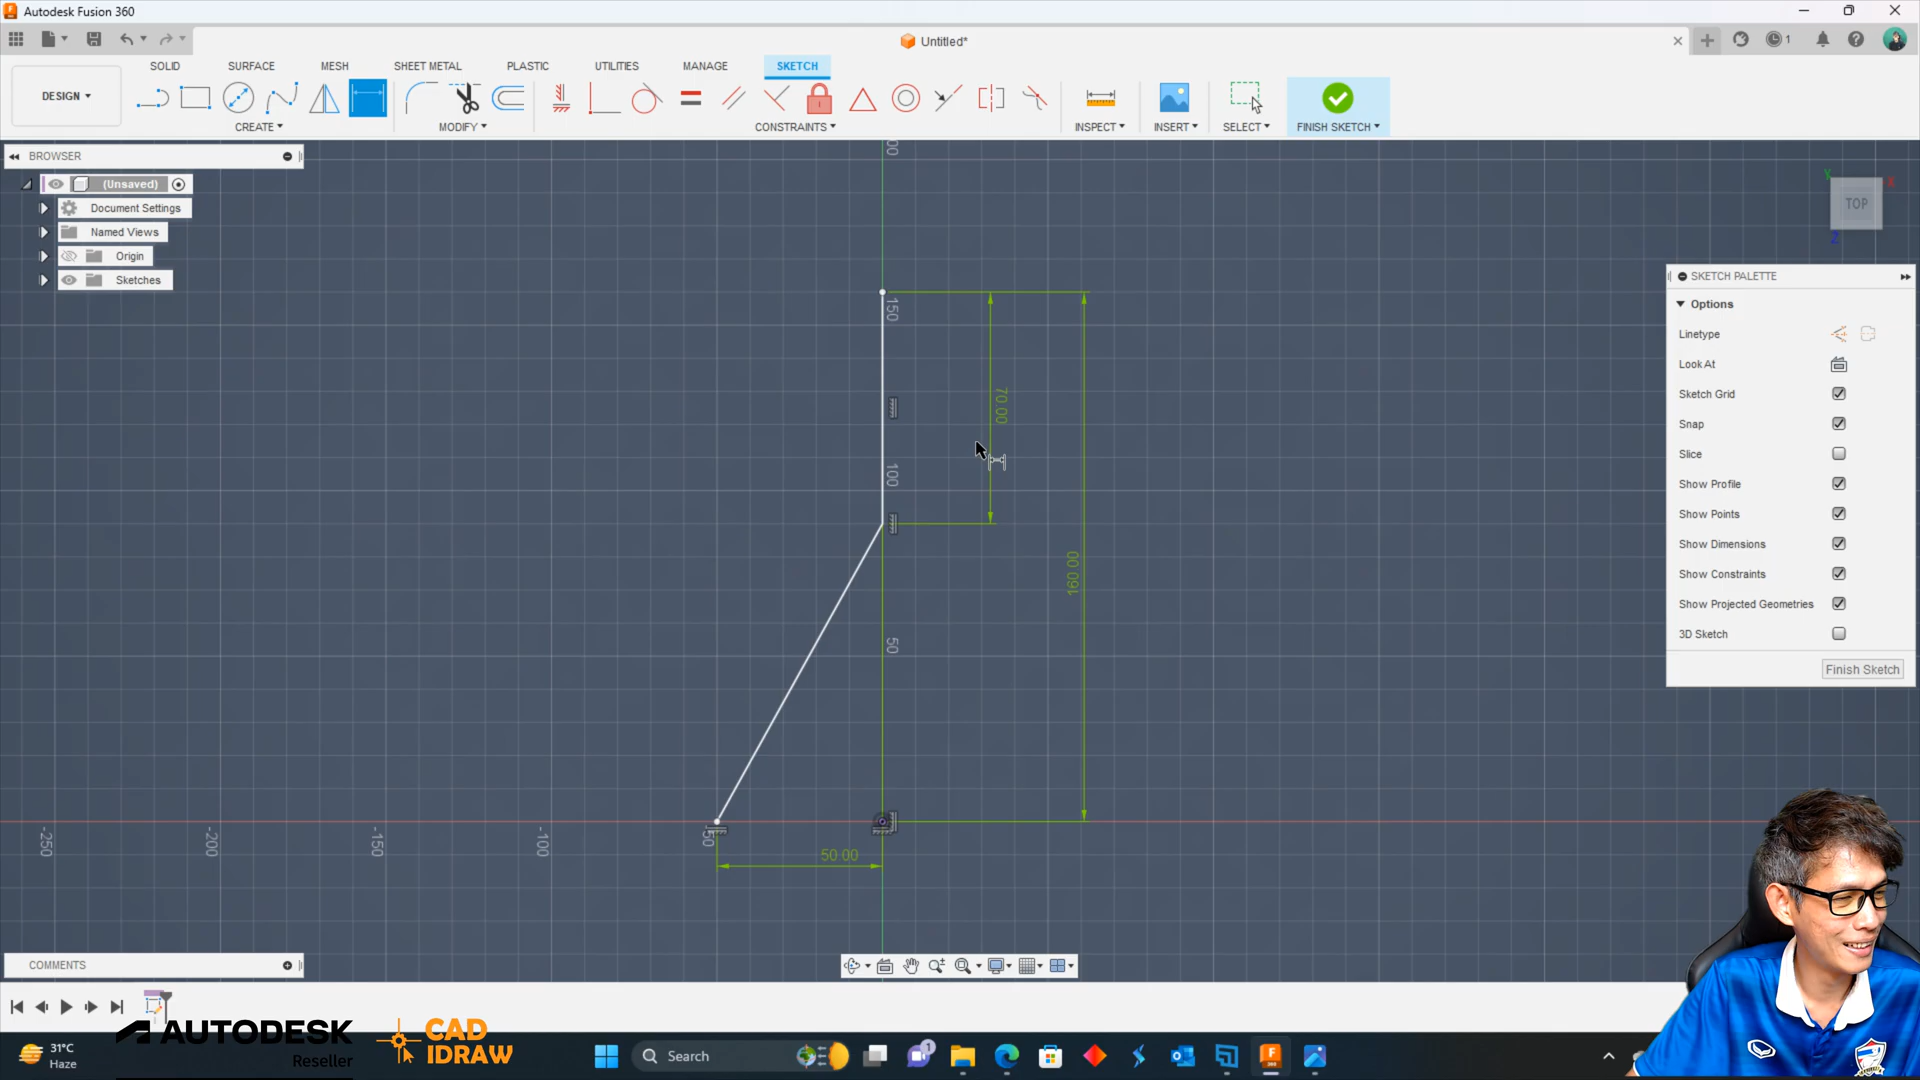 Autodesk Fusion 360
Untitled*
1
DESIGN
SOLID
SURFACE
MESH
SHEET METAL
PLASTIC
UTILITIES
MANAGE
SKETCH
CREATE
MODIFY
CONSTRAINTS
INSPECT
INSERT
SELECT
FINISH SKETCH
BROWSER
(Unsaved)
Document Settings
Named Views
Origin
Sketches
TOP
Y
X
Z
SKETCH PALETTE
Options
Linetype
Look At
Sketch Grid
Snap
Slice
Show Profile
Show Points
Show Dimensions
Show Constraints
Show Projected Geometries
3D Sketch
Finish Sketch
150
100
50
70.00
160.00
50.00
-250
-200
-150
-100
COMMENTS
AUTODESK
Reseller
CAD
IDRAW
31°C
Haze
Search
1